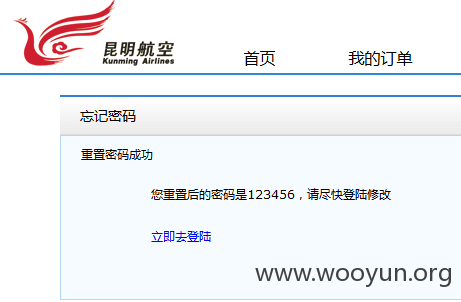 昆明航空
Kunming Airlines
首页 我的订单
忘记密码
重置密码成功
您重置后的密码是123456，请尽快登陆修改
立即去登陆
www.wooyun.org